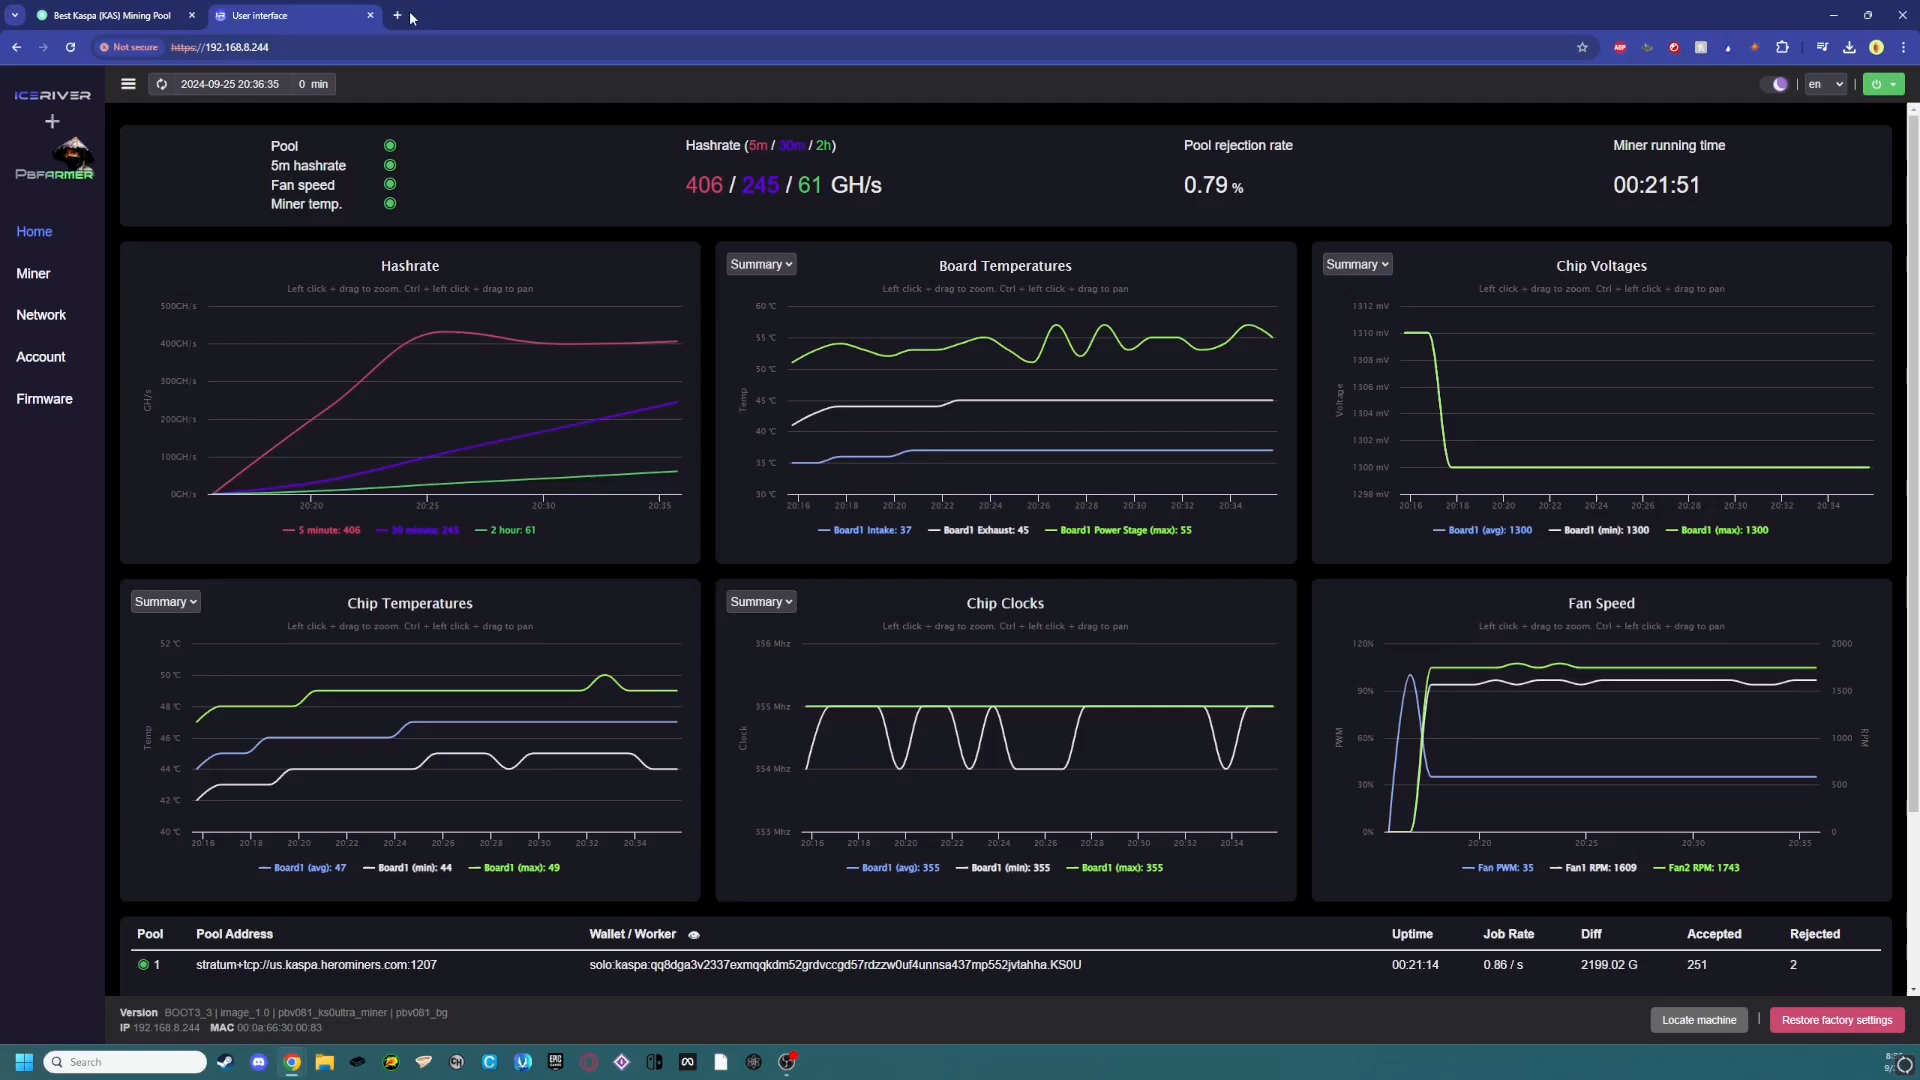 Best Kaspa (KAS) Mining Pool
User interface
Not secure https://192.168.8.244
ICERIVER
+
PBFARMER
Home
Miner
Network
Account
Firmware
2024-09-25 20:36:35 0 min
en
Pool
5m hashrate
Fan speed
Miner temp.
Hashrate (5m / 30m / 2h)
406 / 245 / 61 GH/s
Pool rejection rate
0.79 %
Miner running time
00:21:51
Hashrate
Left click + drag to zoom. Ctrl + left click + drag to pan
500GH/s
400GH/s
300GH/s
200GH/s
100GH/s
0GH/s
GH/s
20:20 20:25 20:30 20:35
5 minute: 406 30 minute: 245 2 hour: 61
Summary
Board Temperatures
Left click + drag to zoom. Ctrl + left click + drag to pan
60 °C
55 °C
50 °C
45 °C
40 °C
35 °C
30 °C
Temp
20:16 20:18 20:20 20:22 20:24 20:26 20:28 20:30 20:32 20:34
Board1 Intake: 37 Board1 Exhaust: 45 Board1 Power Stage (max): 55
Summary
Chip Voltages
Left click + drag to zoom. Ctrl + left click + drag to pan
1312 mV
1310 mV
1308 mV
1306 mV
1304 mV
1302 mV
1300 mV
1298 mV
Voltage
20:16 20:18 20:20 20:22 20:24 20:26 20:28 20:30 20:32 20:34
Board1 (avg): 1300 Board1 (min): 1300 Board1 (max): 1300
Summary
Chip Temperatures
Left click + drag to zoom. Ctrl + left click + drag to pan
52 °C
50 °C
48 °C
46 °C
44 °C
42 °C
40 °C
Temp
20:16 20:18 20:20 20:22 20:24 20:26 20:28 20:30 20:32 20:34
Board1 (avg): 47 Board1 (min): 44 Board1 (max): 49
Summary
Chip Clocks
Left click + drag to zoom. Ctrl + left click + drag to pan
356 Mhz
355 Mhz
354 Mhz
353 Mhz
Clock
20:16 20:18 20:20 20:22 20:24 20:26 20:28 20:30 20:32 20:34
Board1 (avg): 355 Board1 (min): 355 Board1 (max): 355
Fan Speed
Left click + drag to zoom. Ctrl + left click + drag to pan
120% 2000
90% 1500
60% 1000
30% 500
0% 0
PWM
RPM
20:20 20:25 20:30 20:35
Fan PWM: 35 Fan1 RPM: 1609 Fan2 RPM: 1743
Pool Pool Address Wallet / Worker Uptime Job Rate Diff Accepted Rejected
1 stratum+tcp://us.kaspa.herominers.com:1207 solo:kaspa:qq8dga3v2337exmqqkdm52grdvccgd57rdzzw0uf4unnsa437mp552jvtahha.KS0U 00:21:14 0.86 / s 2199.02 G 251 2
Version BOOT3_3 | image_1.0 | pbv081_ks0ultra_miner | pbv081_bg
IP 192.168.8.244 MAC 00:0a:66:30:00:83
Locate machine
Restore factory settings
Search